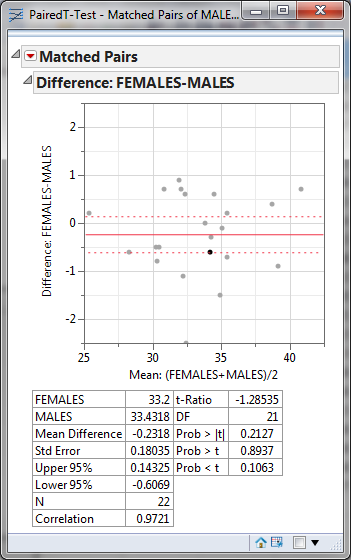 PairedT-Test - Matched Pairs of MALE...
Matched Pairs
Difference: FEMALES-MALES
Difference: FEMALES-MALES
2
1
0
-1
-2
25 30 35 40
Mean: (FEMALES+MALES)/2
FEMALES 33.2 t-Ratio -1.28535
MALES 33.4318 DF 21
Mean Difference -0.2318 Prob > |t| 0.2127
Std Error 0.18035 Prob > t 0.8937
Upper 95% 0.14325 Prob < t 0.1063
Lower 95% -0.6069
N 22
Correlation 0.9721